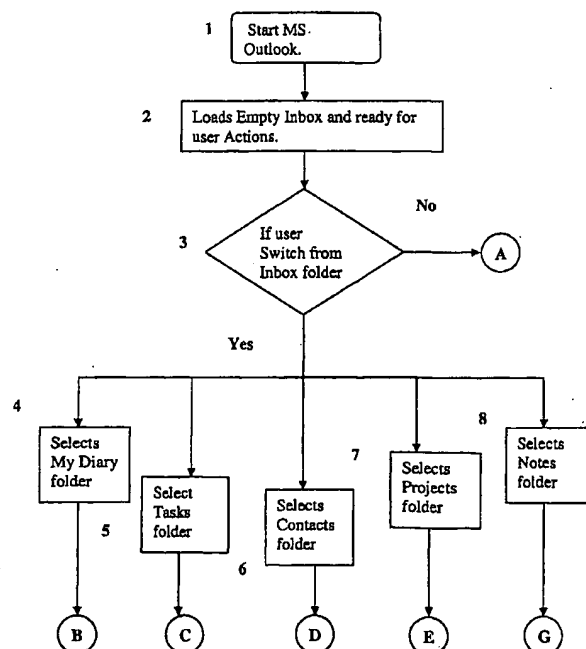 1
Start MS
Outlook.
2
Loads Empty Inbox and ready for
user Actions.
No
3
If user
Switch from
Inbox folder
A
Yes
4
8
Selects
My Diary
folder
7
Selects
Notes
folder
Selects
Projects
folder
5
Select
Tasks
folder
6
Selects
Contacts
folder
B
C
D
E
G